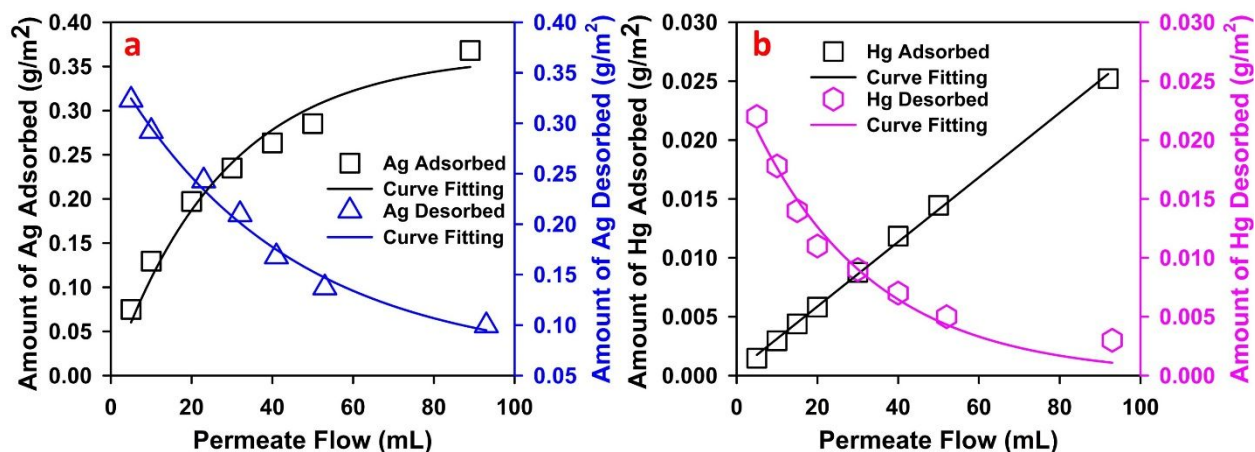 a
Amount of Ag Adsorbed (g/m²)
0.40
0.35
0.30
0.25
0.20
0.15
0.10
0.05
0.00
0
20
40
60
80
100
Permeate Flow (mL)
Ag Adsorbed
Curve Fitting
Ag Desorbed
Curve Fitting
0.40
0.35
0.30
0.25
0.20
0.15
0.10
0.05
Amount of Ag Desorbed (g/m²)
b
Amount of Hg Adsorbed (g/m²)
0.030
0.025
0.020
0.015
0.010
0.005
0.000
0
20
40
60
80
100
Permeate Flow (mL)
Hg Adsorbed
Curve Fitting
Hg Desorbed
Curve Fitting
0.030
0.025
0.020
0.015
0.010
0.005
0.000
Amount of Hg Desorbed (g/m²)